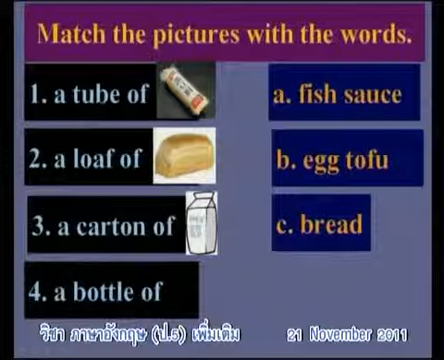 Match the pictures with the words.
1. a tube of
a. fish sauce
2. a loaf of
b. egg tofu
3. a carton of
c. bread
4. a bottle of
วิชา ภาษาอังกฤษ (ป.5) เพิ่มเติม
21 November 2011